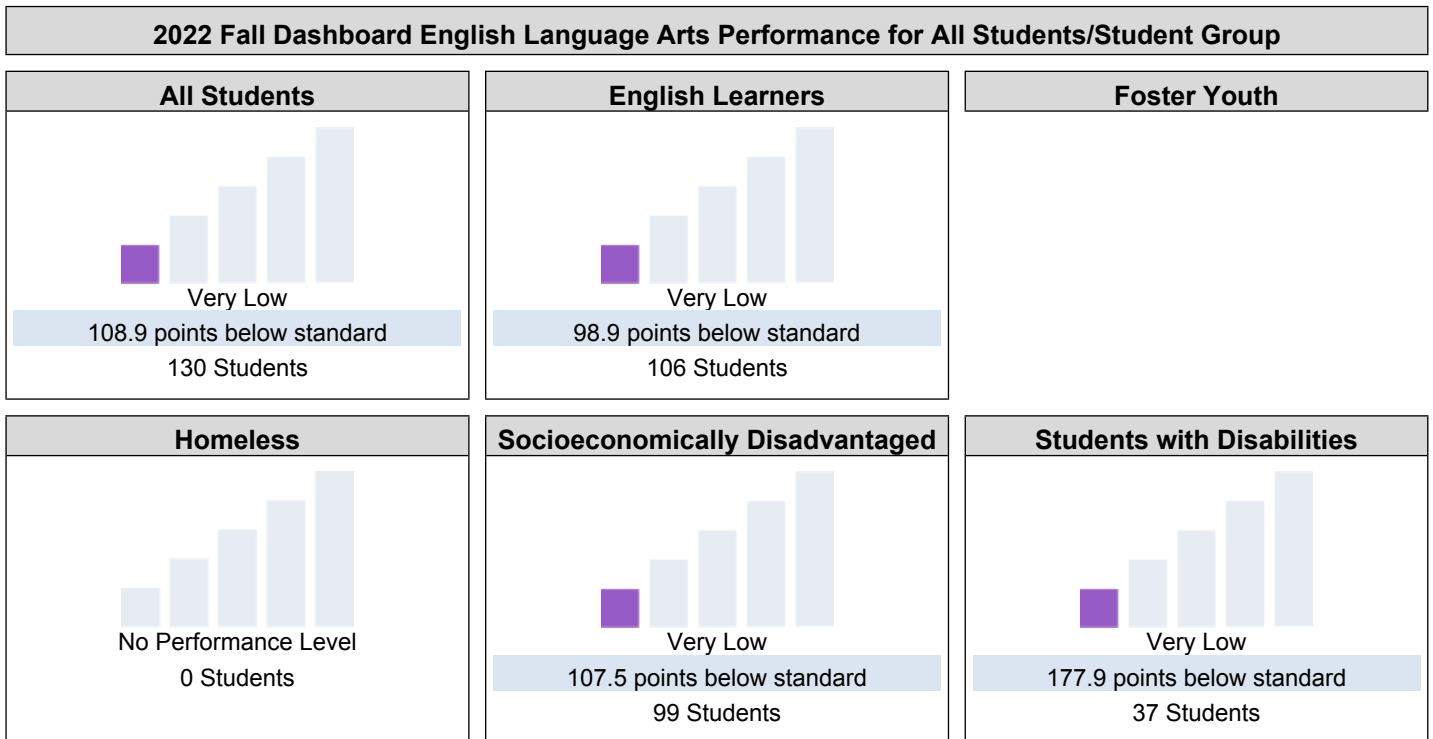 2022 Fall Dashboard English Language Arts Performance for All Students/Student Group
All Students
Very Low
108.9 points below standard
130 Students
English Learners
Very Low
98.9 points below standard
106 Students
Foster Youth
Homeless
No Performance Level
0 Students
Socioeconomically Disadvantaged
Very Low
107.5 points below standard
99 Students
Students with Disabilities
Very Low
177.9 points below standard
37 Students